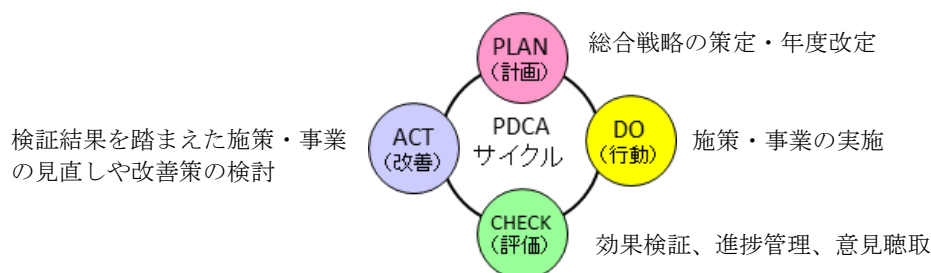 PLAN
(計画)
総合戦略の策定・年度改定
検証結果を踏まえた施策・事業
の見直しや改善策の検討
ACT
(改善)
PDCA
サイクル
DO
(行動)
施策・事業の実施
CHECK
(評価)
効果検証、進捗管理、意見聴取